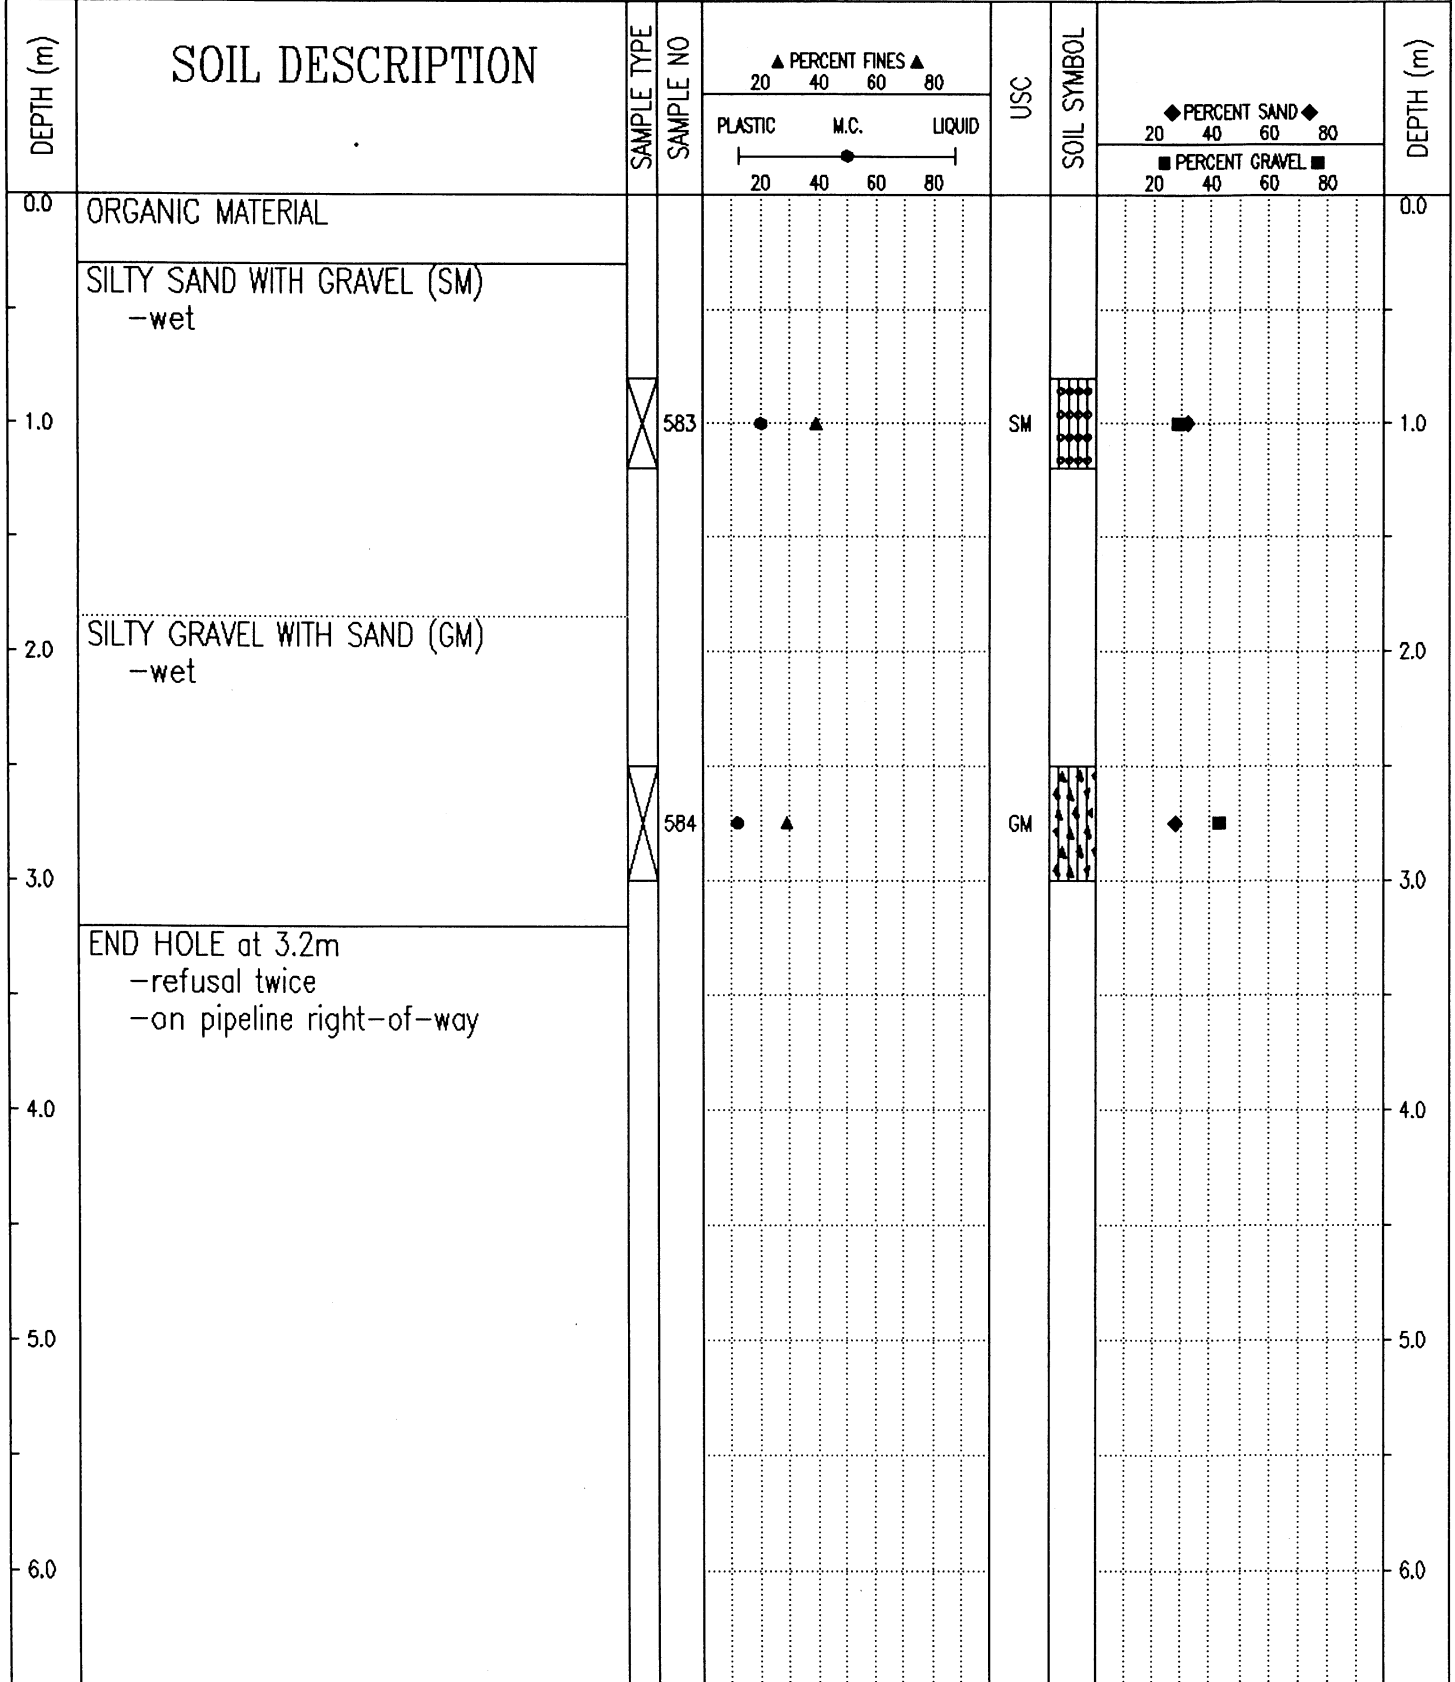 DEPTH (m)
SOIL DESCRIPTION
SAMPLE TYPE
SAMPLE NO
▲ PERCENT FINES ▲
20 40 60 80
PLASTIC M.C. LIQUID
20 40 60 80
USC
SOIL SYMBOL
◆ PERCENT SAND ◆
20 40 60 80
■ PERCENT GRAVEL ■
20 40 60 80
DEPTH (m)
0.0 ORGANIC MATERIAL 0.0
SILTY SAND WITH GRAVEL (SM)
-wet
1.0 583 SM 1.0
SILTY GRAVEL WITH SAND (GM)
2.0 2.0
-wet
584 GM
3.0 3.0
END HOLE at 3.2m
-refusal twice
-on pipeline right-of-way
4.0 4.0
5.0 5.0
6.0 6.0